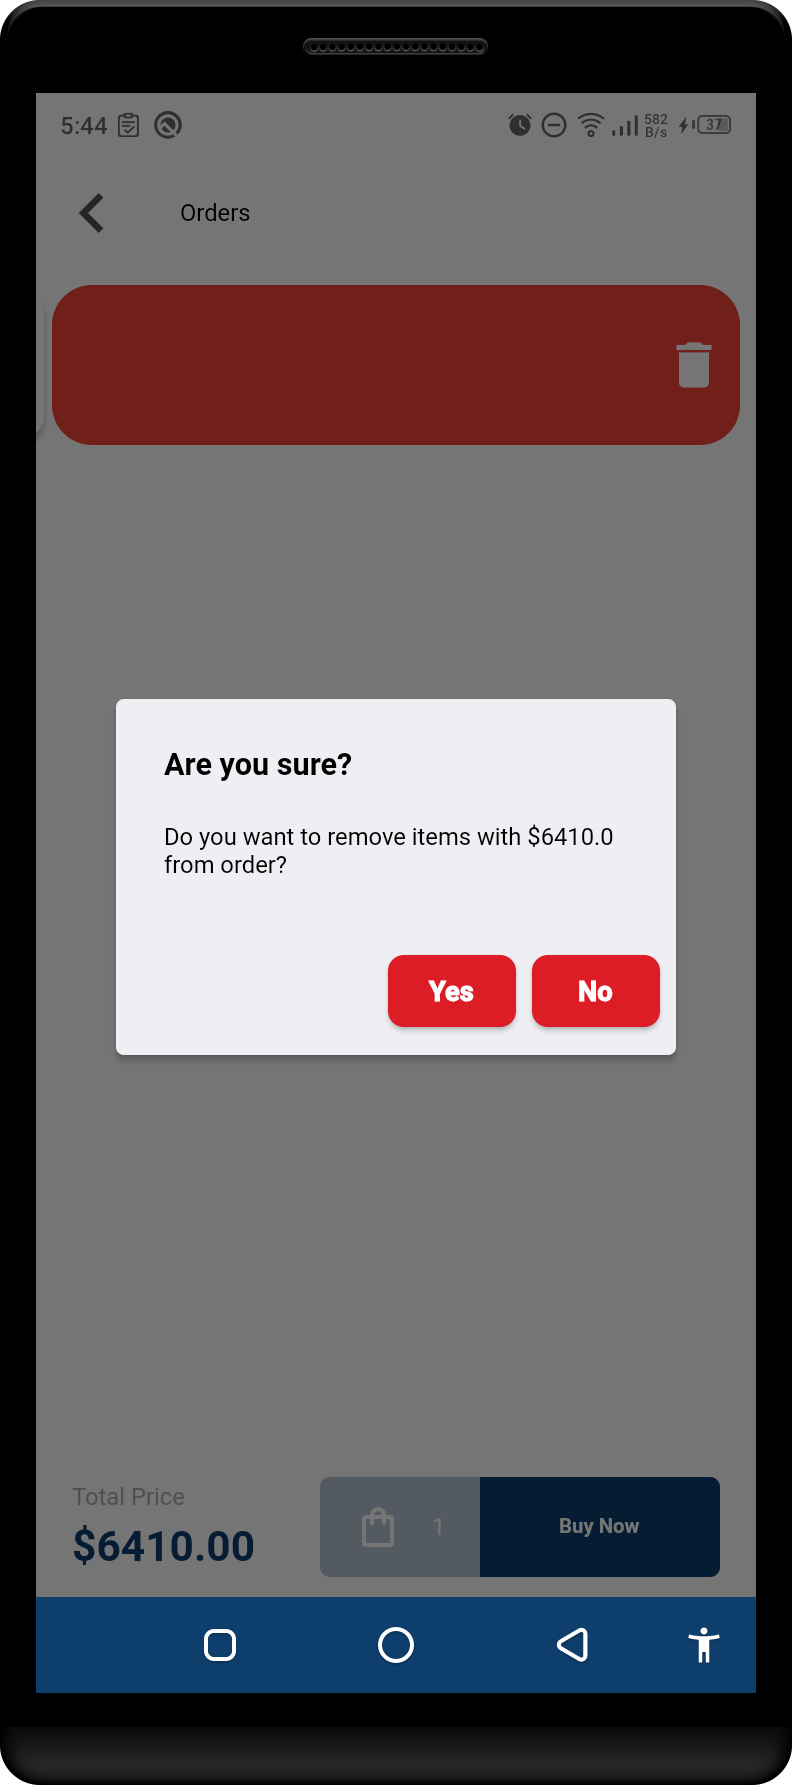 5:44
582
B/s
37
Orders
Are you sure?
Do you want to remove items with $6410.0
from order?
Yes No
Total Price
$6410.00
1
Buy Now